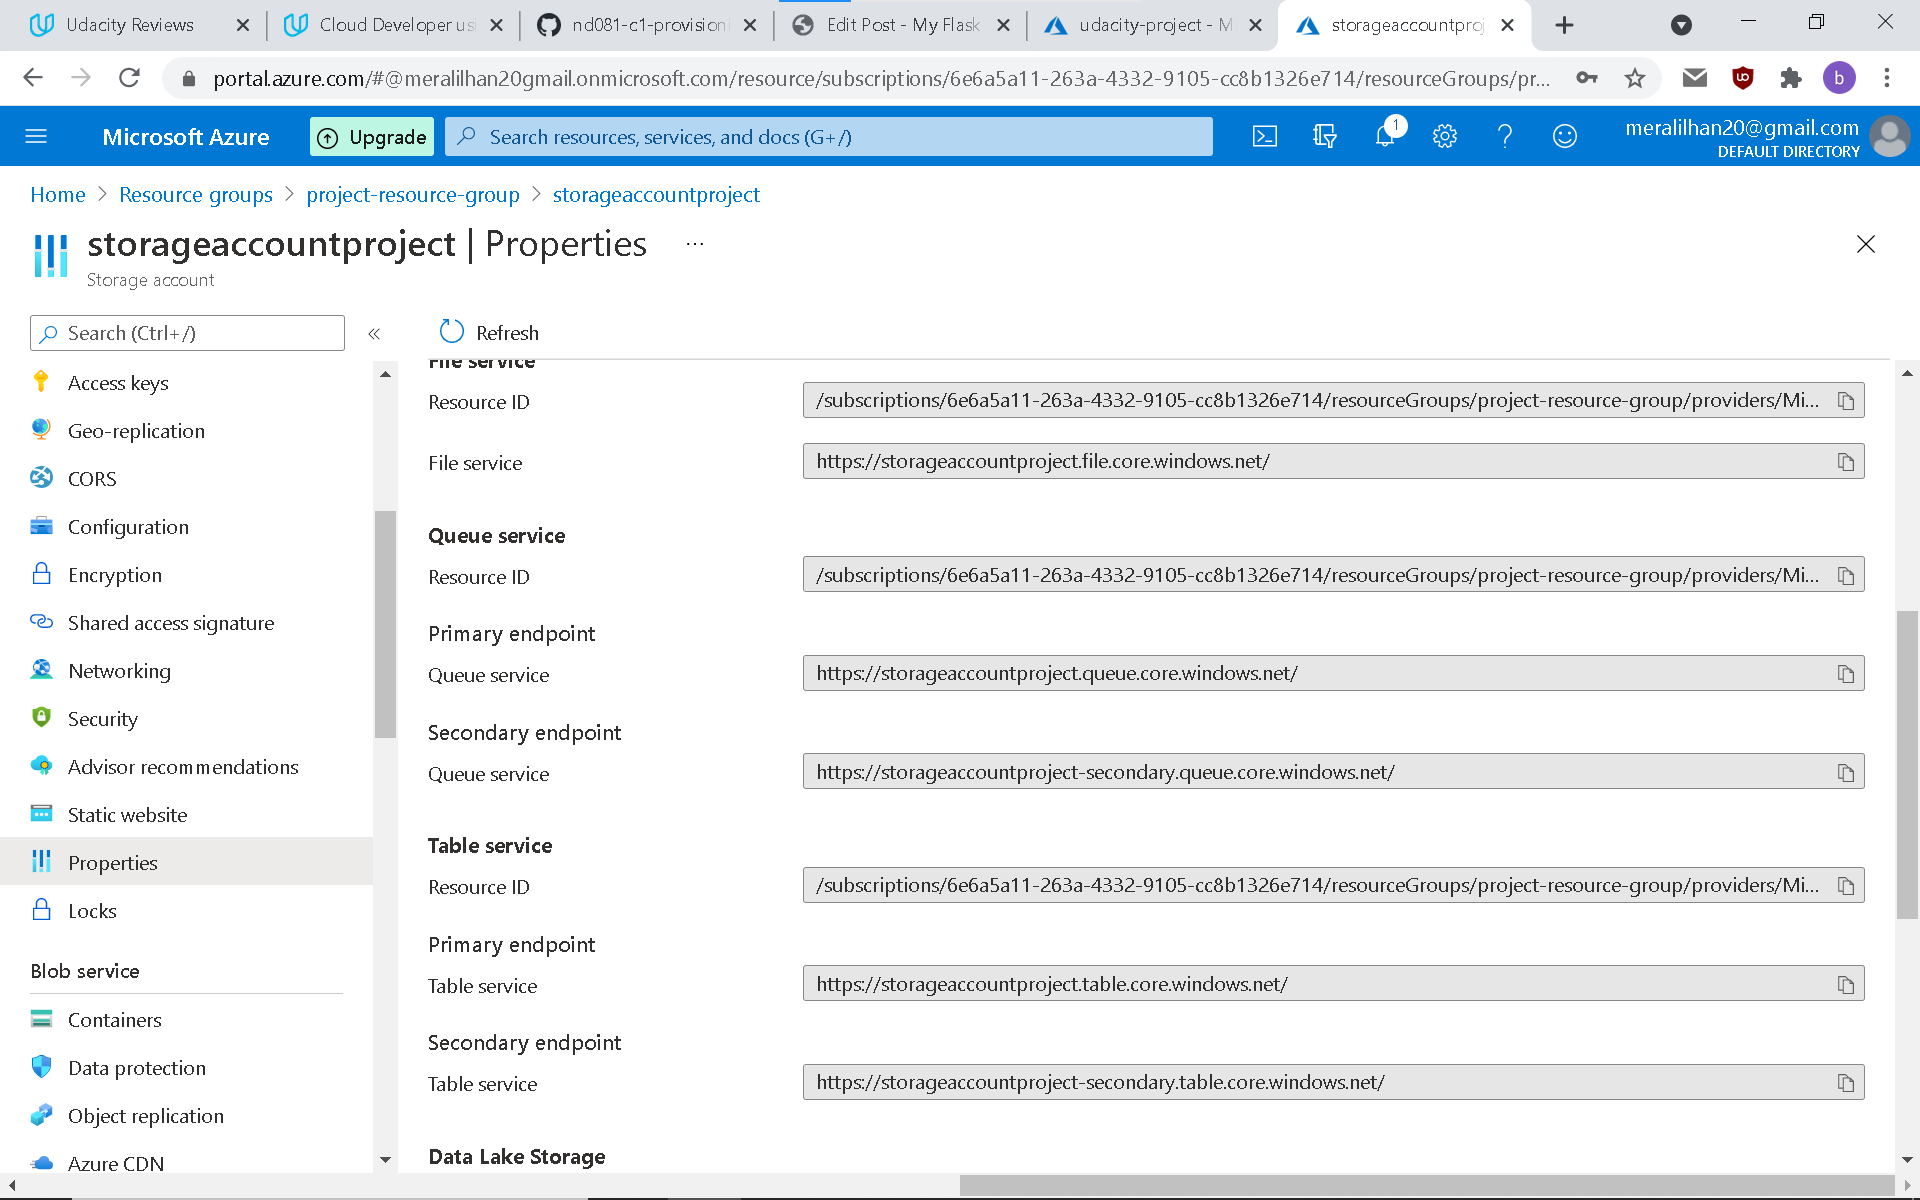 Udacity Reviews
Cloud Developer us
nd081-c1-provision
Edit Post - My Flask
udacity-project - M
storageaccountproj
portal.azure.com/#@meralilhan20gmail.onmicrosoft.com/resource/subscriptions/6e6a5a11-263a-4332-9105-cc8b1326e714/resourceGroups/pr...
b
Microsoft Azure
Upgrade
Search resources, services, and docs (G+/)
1
meralilhan20@gmail.com
DEFAULT DIRECTORY
Home > Resource groups > project-resource-group > storageaccountproject
storageaccountproject | Properties ...
Storage account
Search (Ctrl+/)
«
Refresh
Access keys
Geo-replication
CORS
Configuration
Encryption
Shared access signature
Networking
Security
Advisor recommendations
Static website
Properties
Locks
Blob service
Containers
Data protection
Object replication
Azure CDN
File service
Resource ID
/subscriptions/6e6a5a11-263a-4332-9105-cc8b1326e714/resourceGroups/project-resource-group/providers/Mi...
File service
https://storageaccountproject.file.core.windows.net/
Queue service
Resource ID
/subscriptions/6e6a5a11-263a-4332-9105-cc8b1326e714/resourceGroups/project-resource-group/providers/Mi...
Primary endpoint
Queue service
https://storageaccountproject.queue.core.windows.net/
Secondary endpoint
Queue service
https://storageaccountproject-secondary.queue.core.windows.net/
Table service
Resource ID
/subscriptions/6e6a5a11-263a-4332-9105-cc8b1326e714/resourceGroups/project-resource-group/providers/Mi...
Primary endpoint
Table service
https://storageaccountproject.table.core.windows.net/
Secondary endpoint
Table service
https://storageaccountproject-secondary.table.core.windows.net/
Data Lake Storage